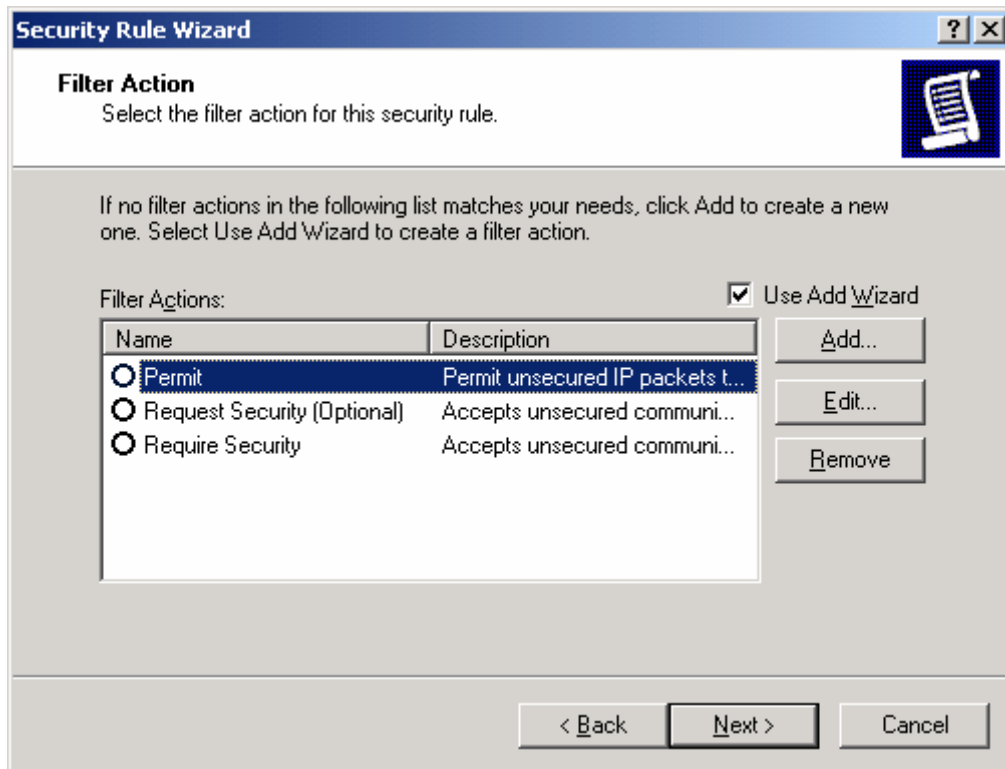 Security Rule Wizard
Filter Action
Select the filter action for this security rule.
If no filter actions in the following list matches your needs, click Add to create a new
one. Select Use Add Wizard to create a filter action.
Filter Actions:
Use Add Wizard
Name Description
Add...
Permit Permit unsecured IP packets t...
Request Security (Optional) Accepts unsecured communi...
Edit...
Require Security Accepts unsecured communi...
Remove
< Back Next > Cancel